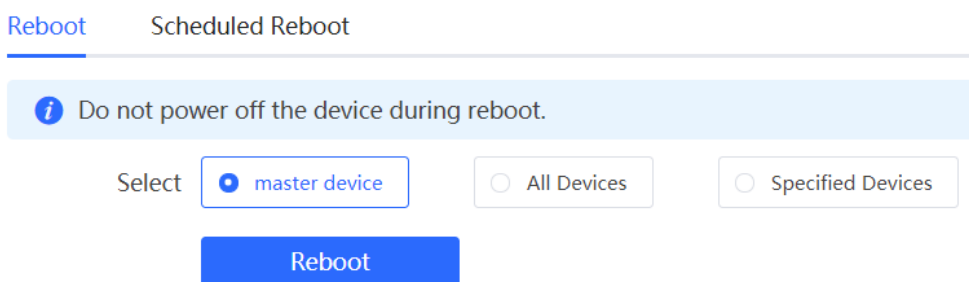 Reboot Scheduled Reboot
i Do not power off the device during reboot.
Select master device All Devices Specified Devices
Reboot